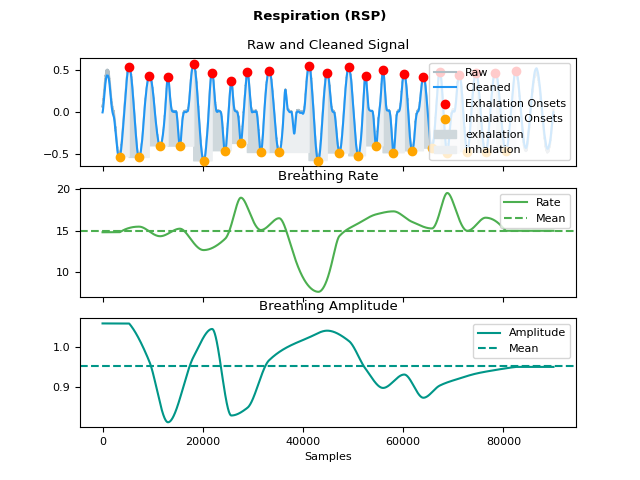 Respiration (RSP)
Raw and Cleaned Signal
0.5
0.0
−0.5
Raw
Cleaned
Exhalation Onsets
Inhalation Onsets
exhalation
inhalation
Breathing Rate
20
15
10
Rate
Mean
Breathing Amplitude
1.0
0.9
Amplitude
Mean
0 20000 40000 60000 80000
Samples